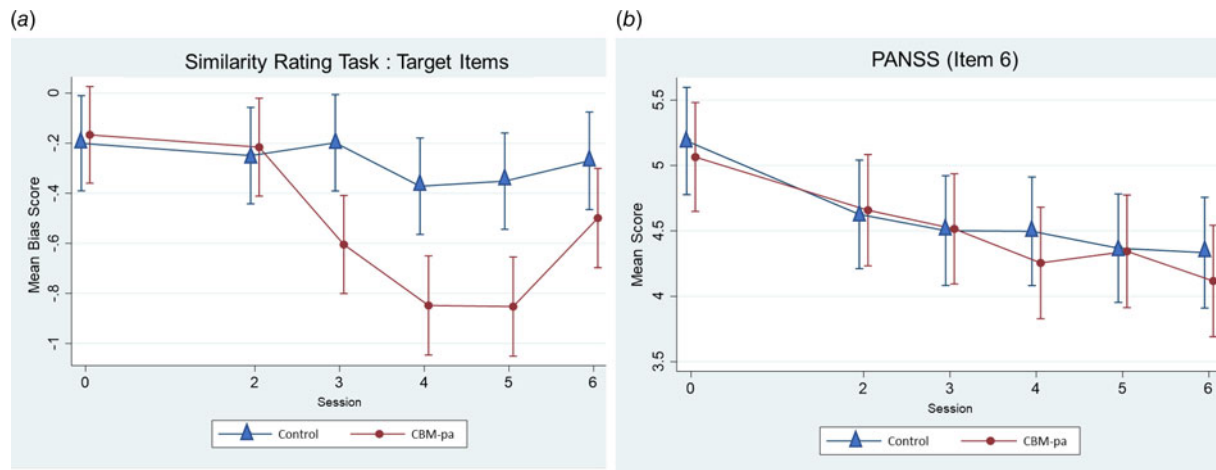 (a)
Similarity Rating Task : Target Items
Mean Bias Score
0
-.2
-.4
-.6
-.8
-1
0 2 3 4 5 6
Session
Control CBM-pa
(b)
PANSS (Item 6)
Mean Score
5.5
5
4.5
4
3.5
0 2 3 4 5 6
Session
Control CBM-pa